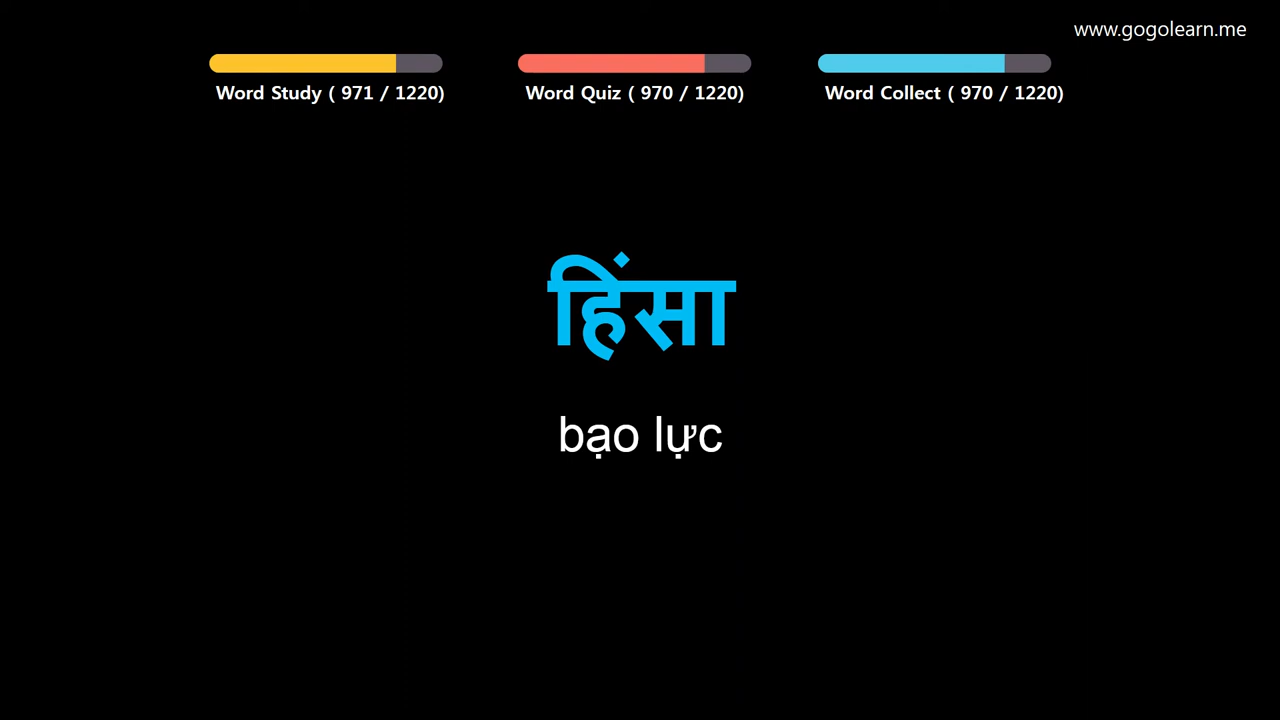 www.gogolearn.me
Word Study ( 971 / 1220) Word Quiz ( 970 / 1220) Word Collect ( 970 / 1220)
हिंसा
bạo lực